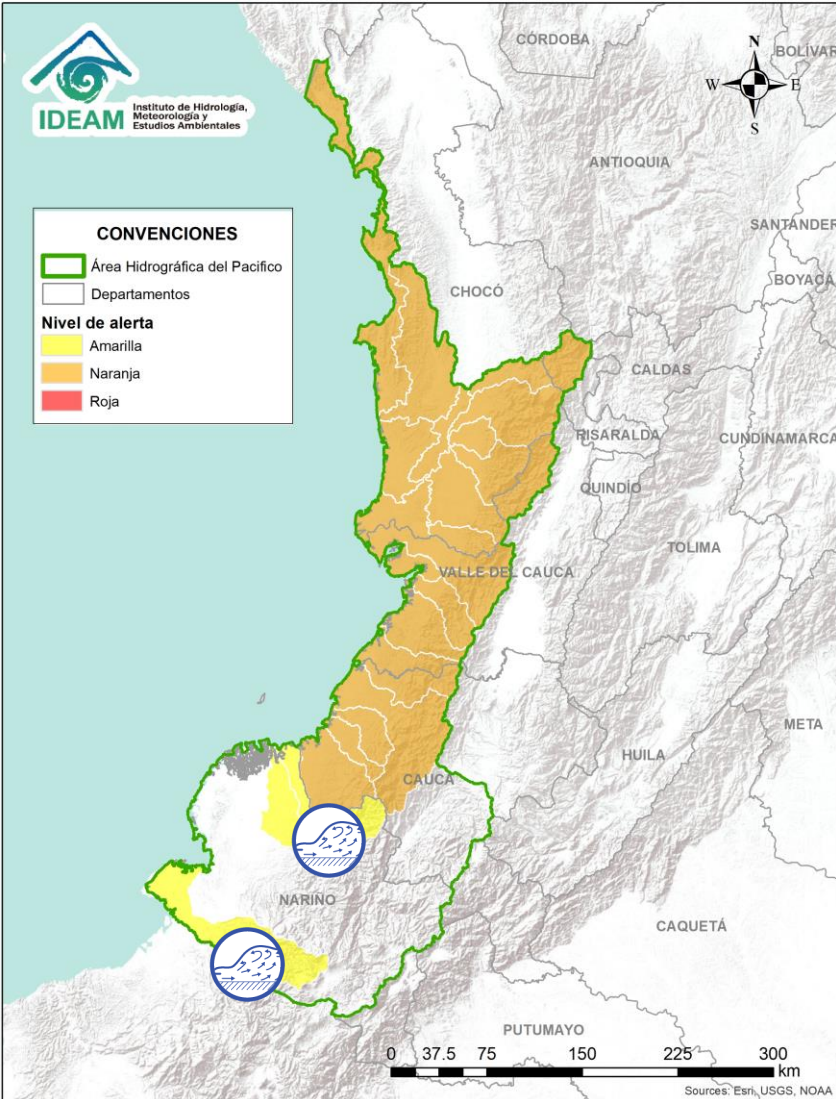 IDEAM
Instituto de Hidrología,
Meteorología y
Estudios Ambientales
CÓRDOBA
BOLÍVAR
N
W
E
S
ANTIOQUIA
SANTANDER
BOYACÁ
CONVENCIONES
Área Hidrográfica del Pacifico
Departamentos
Nivel de alerta
Amarilla
Naranja
Roja
CHOCÓ
CALDAS
RISARALDA
CUNDINAMARCA
QUINDÍO
TOLIMA
VALLE DEL CAUCA
META
HUILA
CAUCA
NARIÑO
CAQUETÁ
PUTUMAYO
0 37.5 75 150 225 300
km
Sources: Esri, USGS, NOAA